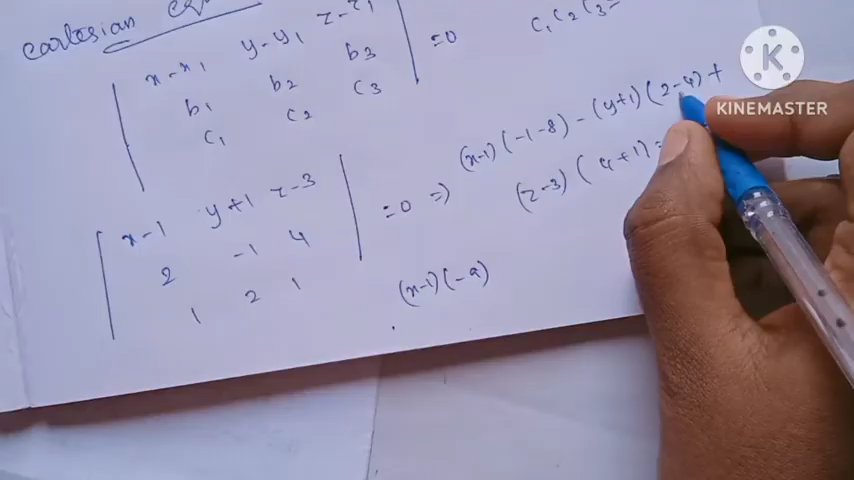 cartesian
| x-x₁ y-y₁ z-z₁ | =0
b₁ b₂ b₃
c₁ c₂ c₃
c₁ c₂ c₃=
| x-1 y+1 z-3 | =0 ⇒ (x-1)(-1-8) - (y+1)(2-4) +
2 -1 4
1 2 1
(z-3)(4+1)=
(x-1)(-9)
KINEMASTER